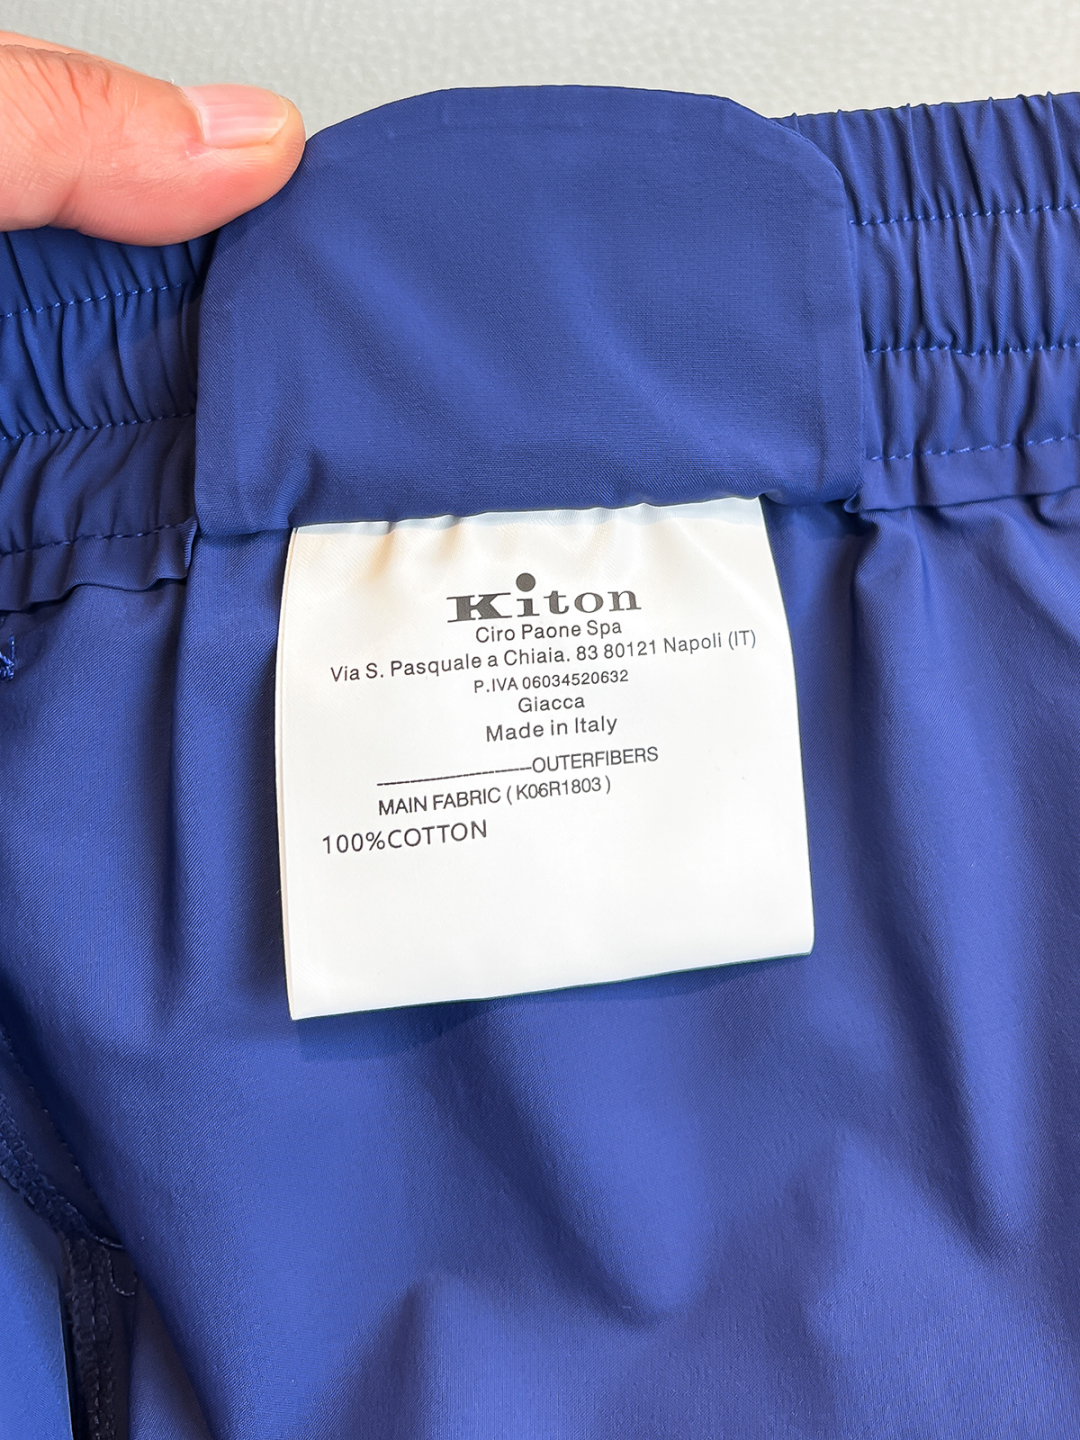 Kiton
Ciro Paone Spa
Via S. Pasquale a Chiaia. 83 80121 Napoli (IT)
P.IVA 06034520632
Giacca
Made in Italy
OUTERFIBERS
MAIN FABRIC ( K06R1803 )
100%COTTON